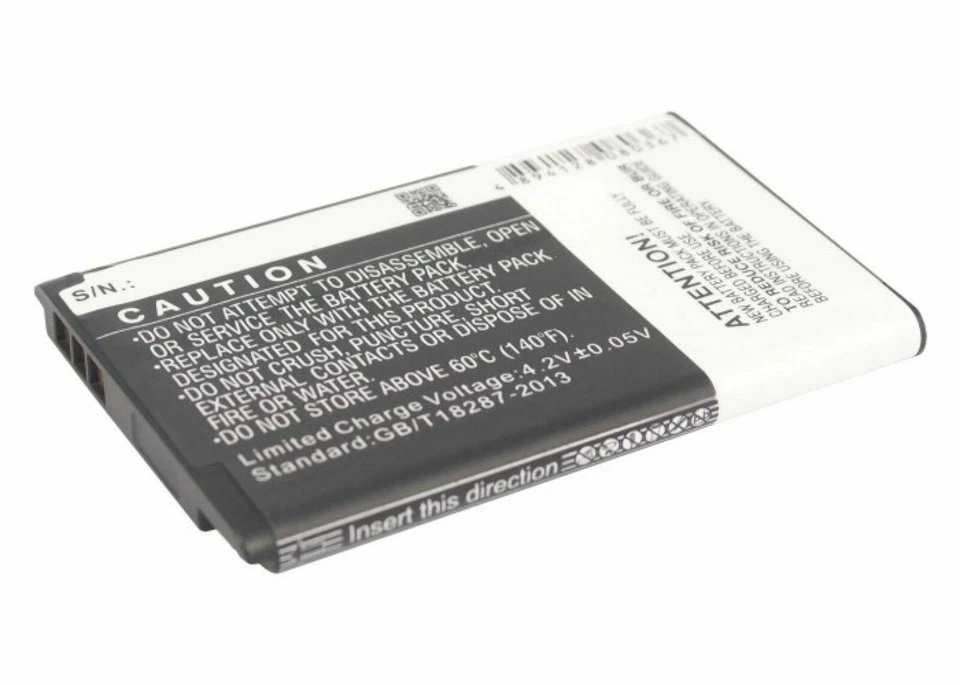 S/N.:
CAUTION
•DO NOT ATTEMPT TO DISASSEMBLE, OPEN
OR SERVICE, THE BATTERY PACK.
•REPLACE ONLY WITH THE BATTERY PACK
DESIGNATED FOR THIS PRODUCT.
•DO NOT CRUSH, PUNCTURE, SHORT
EXTERNAL CONTACTS OR DISPOSE OF IN
FIRE OR WATER.
•DO NOT STORE ABOVE 60℃ (140℉).
Limited Charge Voltage:4.2V±0.05V
Standard:GB/T18287-2013
Insert this direction
4 894128 080367
ATTENTION!
NEW BATTERY PACK MUST BE FULLY
CHARGED BEFORE USE.
TO REDUCE RISK OF FIRE OR BUR
READ INSTRUCTIONS IN OPERATING GUIDE
BEFORE USING THE BATTERY